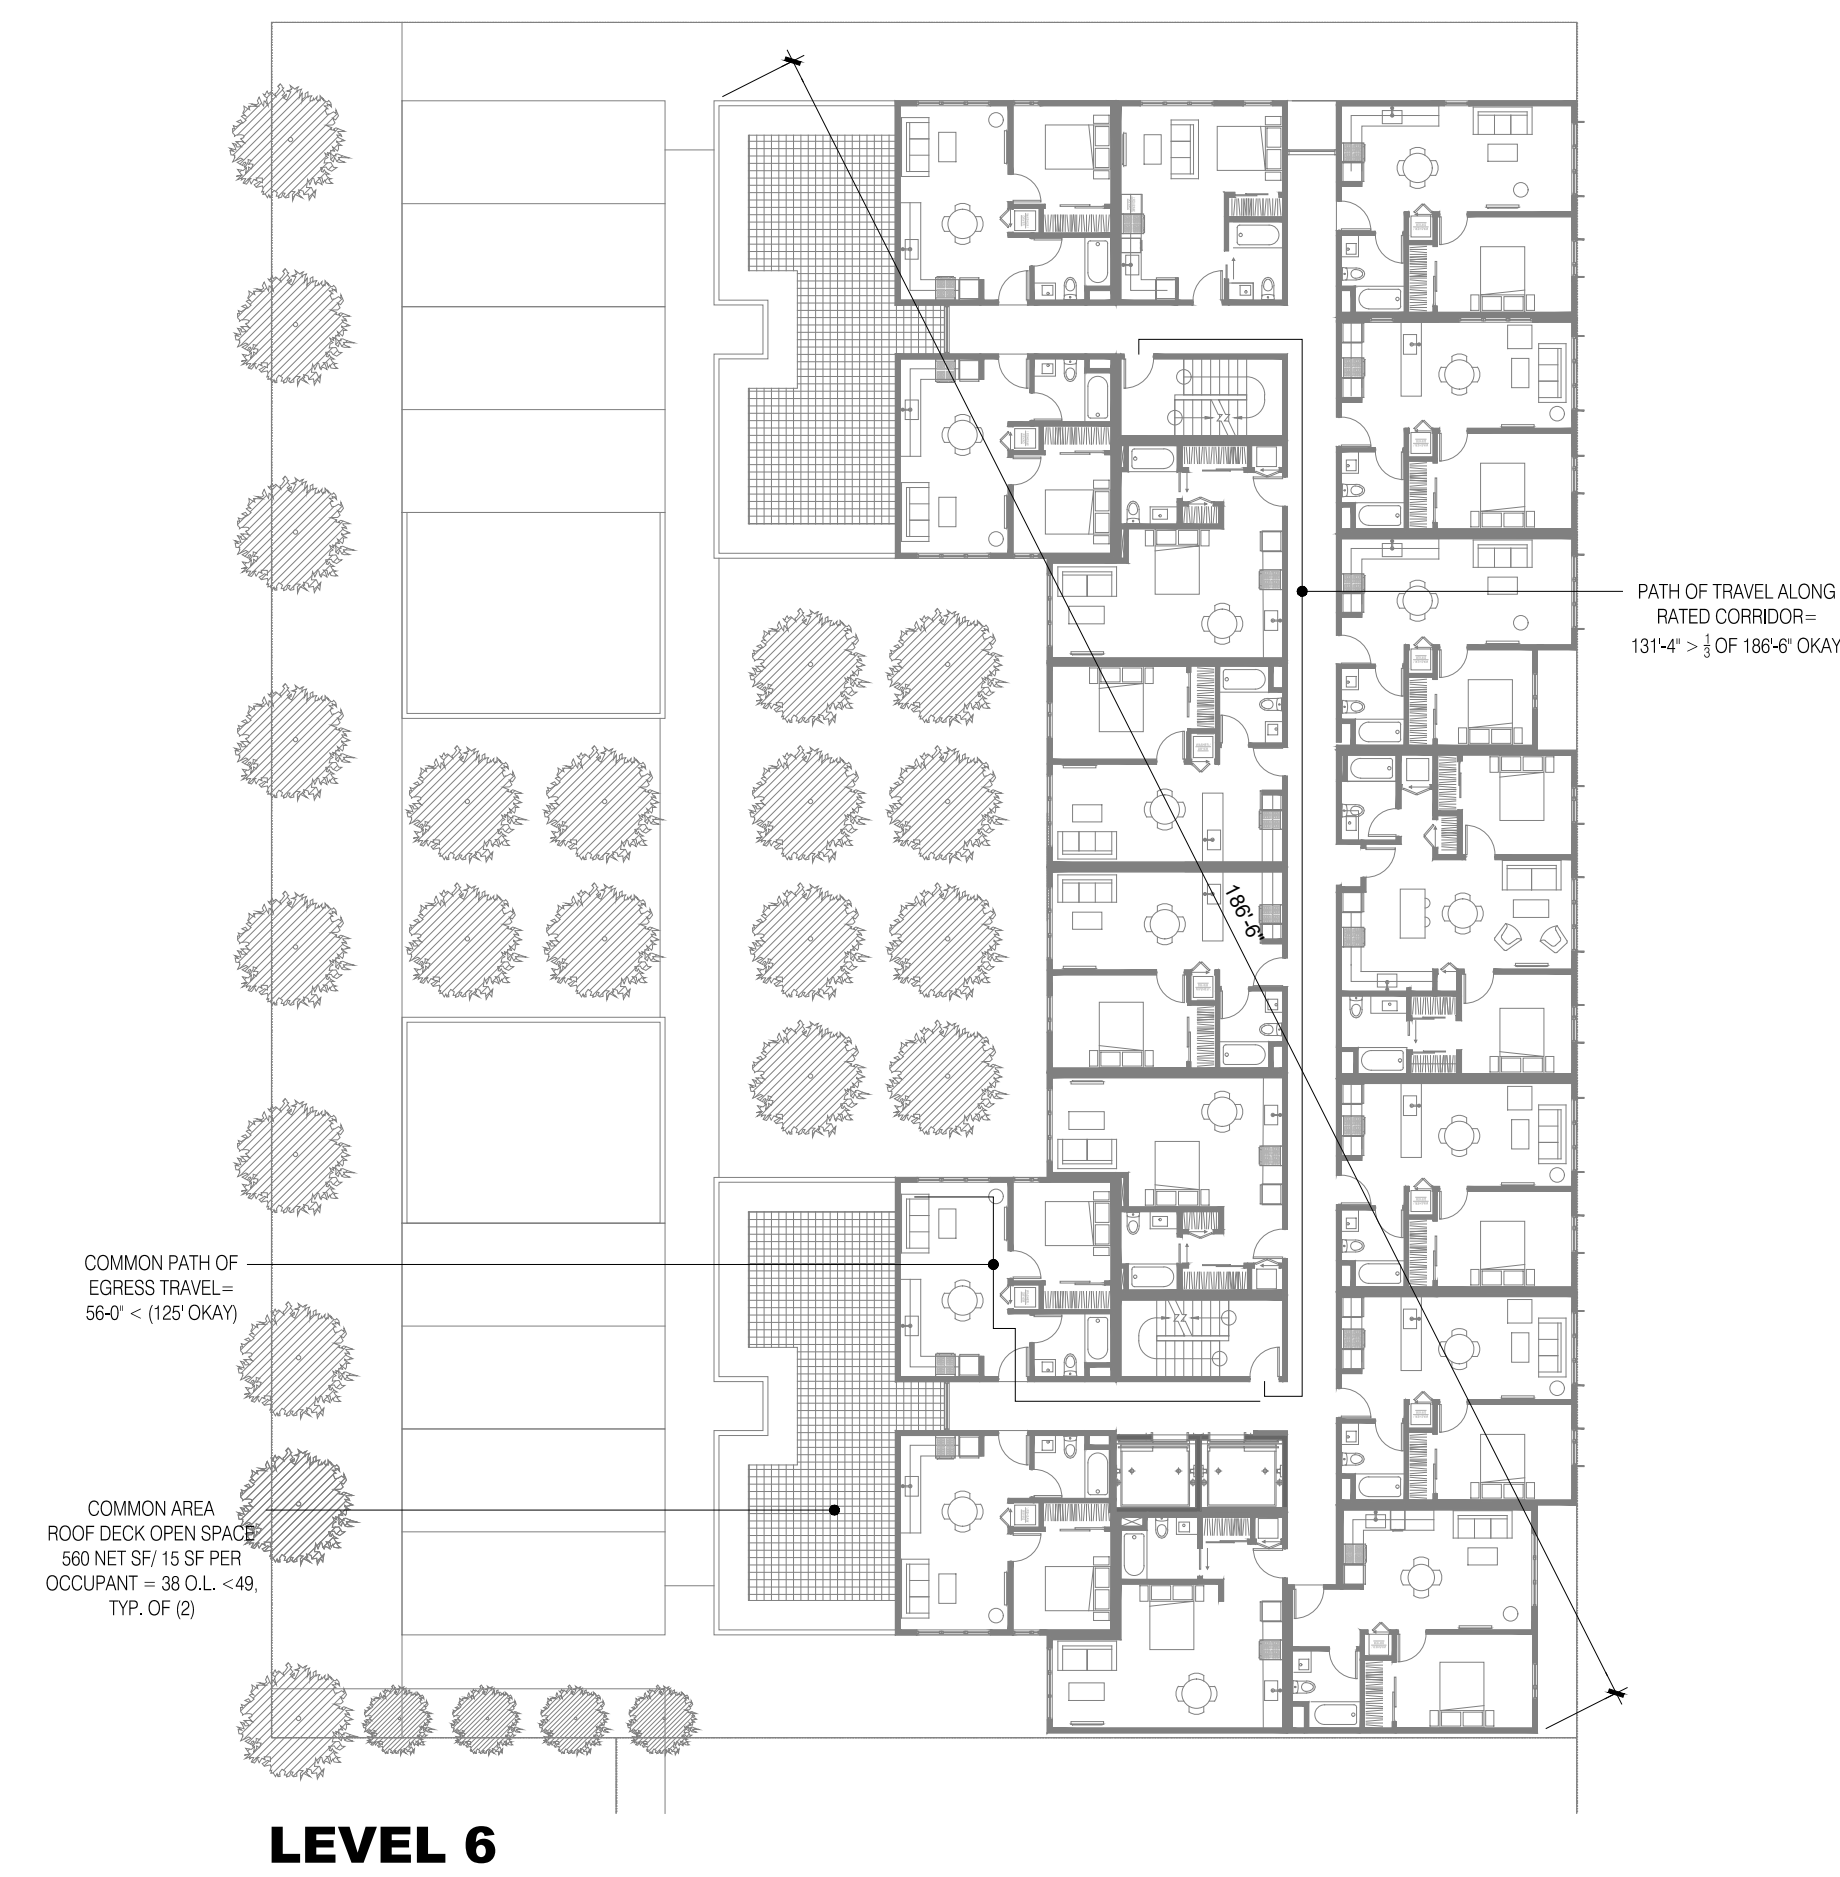 PATH OF TRAVEL ALONG
RATED CORRIDOR=
131'-4" > 1/3 OF 186'-6" OKAY
186'-6"
COMMON PATH OF
EGRESS TRAVEL=
56-0" < (125' OKAY)
COMMON AREA
ROOF DECK OPEN SPACE
560 NET SF/ 15 SF PER
OCCUPANT = 38 O.L. <49,
TYP. OF (2)
LEVEL 6